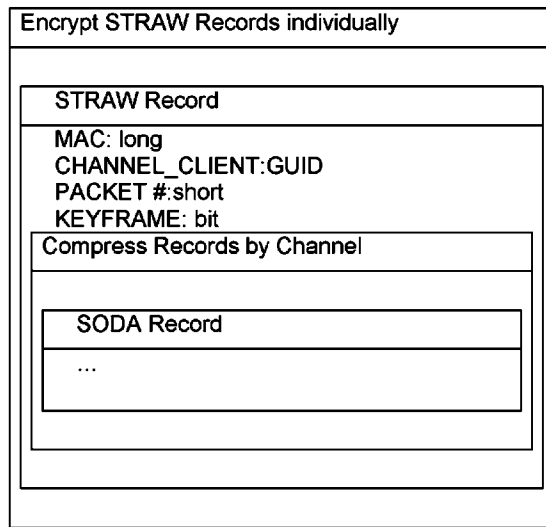 Encrypt STRAW Records individually
STRAW Record
MAC: long
CHANNEL_CLIENT:GUID
PACKET #:short
KEYFRAME: bit
Compress Records by Channel
SODA Record
...